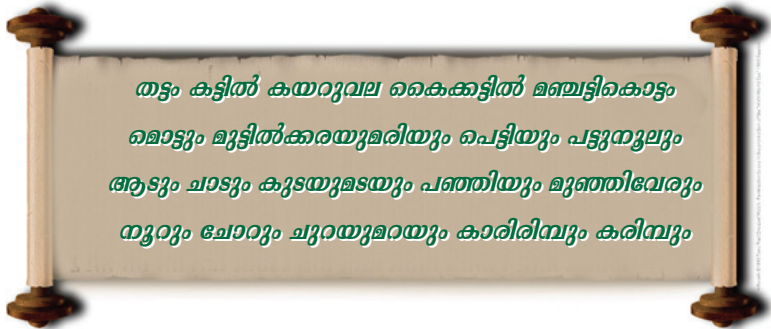 തട്ടം കട്ടിൽ കയറുവല കൈക്കട്ടിൽ മഞ്ചട്ടികൊട്ടം
മൊട്ടും മുട്ടിൽക്കരയുമരിയും പെട്ടിയും പട്ടുനൂലും
ആടും ചാടും കുടയുമടയും പഞ്ഞിയും മുഞ്ഞിവേരും
നൂറും ചോറും ചുറയുമറയും കാരിരിമ്പും കരിമ്പും